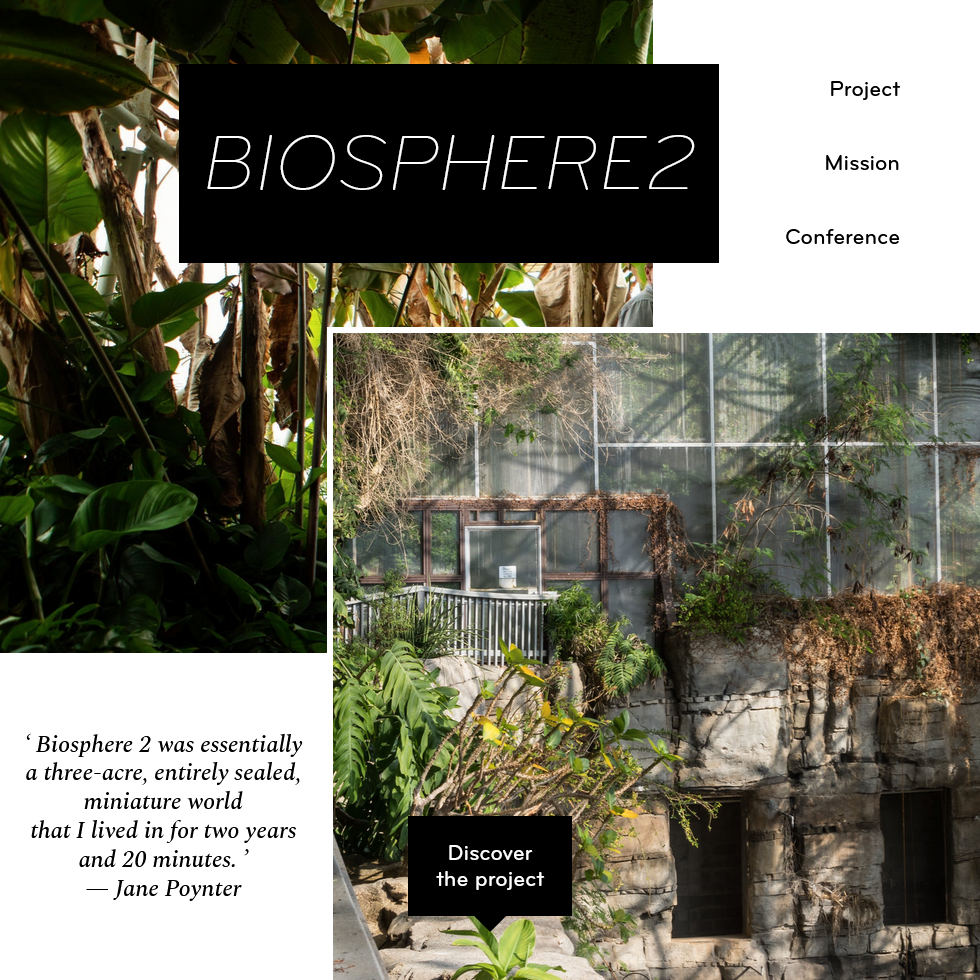 BIOSPHERE2
Project
Mission
Conference
‘ Biosphere 2 was essentially
a three-acre, entirely sealed,
miniature world
that I lived in for two years
and 20 minutes. ’
— Jane Poynter
Discover
the project